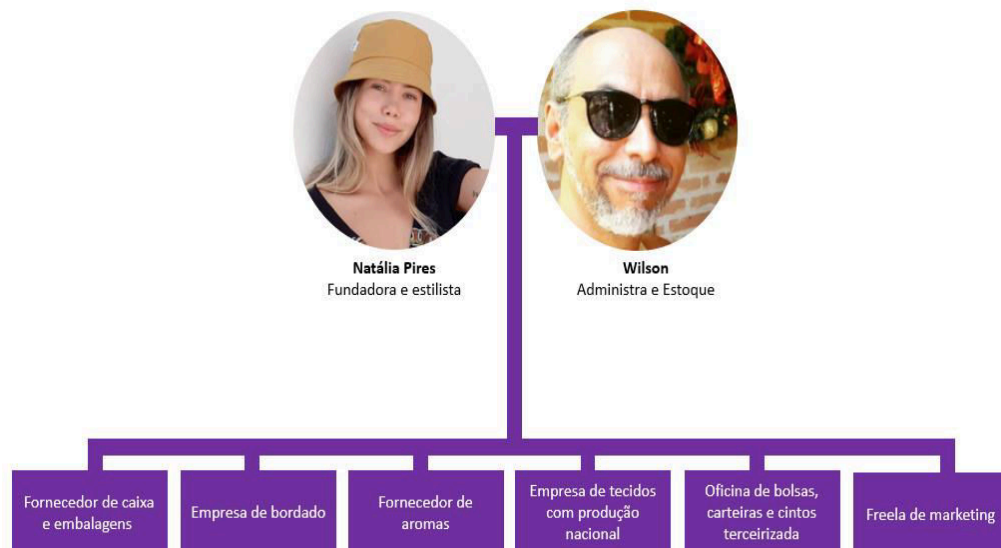 Natália Pires
Fundadora e estilista
Wilson
Administra e Estoque
Fornecedor de caixa
e embalagens
Empresa de bordado
Fornecedor de
aromas
Empresa de tecidos
com produção
nacional
Oficina de bolsas,
carteiras e cintos
terceirizada
Freela de marketing